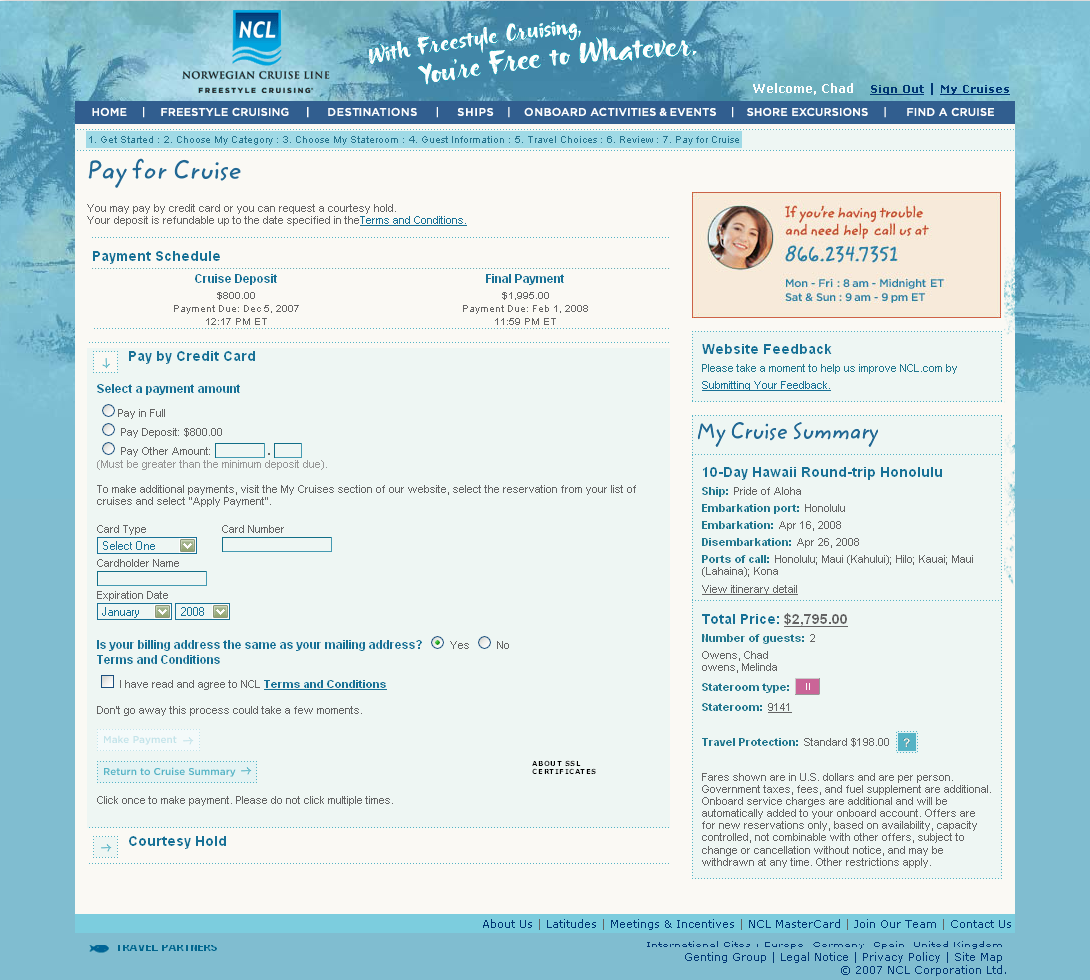 NCL
NORWEGIAN CRUISE LINE
FREESTYLE CRUISING'
With Freestyle Cruising,
You're Free to Whatever.
Welcome, Chad Sign Out | My Cruises
HOME | FREESTYLE CRUISING | DESTINATIONS | SHIPS | ONBOARD ACTIVITIES & EVENTS | SHORE EXCURSIONS | FIND A CRUISE
1. Get Started : 2. Choose My Category : 3. Choose My Stateroom : 4. Guest Information : 5. Travel Choices : 6. Review : 7. Pay for Cruise
Pay for Cruise
You may pay by credit card or you can request a courtesy hold.
Your deposit is refundable up to the date specified in theTerms and Conditions.
Payment Schedule
Cruise Deposit
$800.00
Payment Due: Dec 5, 2007
12:17 PM ET
Final Payment
$1,995.00
Payment Due: Feb 1, 2008
11:59 PM ET
Pay by Credit Card
Select a payment amount
Pay in Full
Pay Deposit: $800.00
Pay Other Amount: .
(Must be greater than the minimum deposit due).
To make additional payments, visit the My Cruises section of our website, select the reservation from your list of
cruises and select "Apply Payment".
Card Type Card Number
Select One
Cardholder Name
Expiration Date
January 2008
Is your billing address the same as your mailing address? Yes No
Terms and Conditions
I have read and agree to NCL Terms and Conditions
Don't go away this process could take a few moments.
Make Payment →
Return to Cruise Summary →
ABOUT SSL
CERTIFICATES
Click once to make payment. Please do not click multiple times.
Courtesy Hold
If you're having trouble
and need help call us at
866.234.7351
Mon - Fri : 8 am - Midnight ET
Sat & Sun : 9 am - 9 pm ET
Website Feedback
Please take a moment to help us improve NCL.com by
Submitting Your Feedback.
My Cruise Summary
10-Day Hawaii Round-trip Honolulu
Ship: Pride of Aloha
Embarkation port: Honolulu
Embarkation: Apr 16, 2008
Disembarkation: Apr 26, 2008
Ports of call: Honolulu; Maui (Kahului); Hilo; Kauai; Maui
(Lahaina); Kona
View itinerary detail
Total Price: $2,795.00
Number of guests: 2
Owens, Chad
owens, Melinda
Stateroom type: II
Stateroom: 9141
Travel Protection: Standard $198.00 ?
Fares shown are in U.S. dollars and are per person.
Government taxes, fees, and fuel supplement are additional.
Onboard service charges are additional and will be
automatically added to your onboard account. Offers are
for new reservations only, based on availability, capacity
controlled, not combinable with other offers, subject to
change or cancellation without notice, and may be
withdrawn at any time. Other restrictions apply.
About Us | Latitudes | Meetings & Incentives | NCL MasterCard | Join Our Team | Contact Us
TRAVEL PARTNERS
International Sites : Europe, Germany, Spain, United Kingdom
Genting Group | Legal Notice | Privacy Policy | Site Map
© 2007 NCL Corporation Ltd.